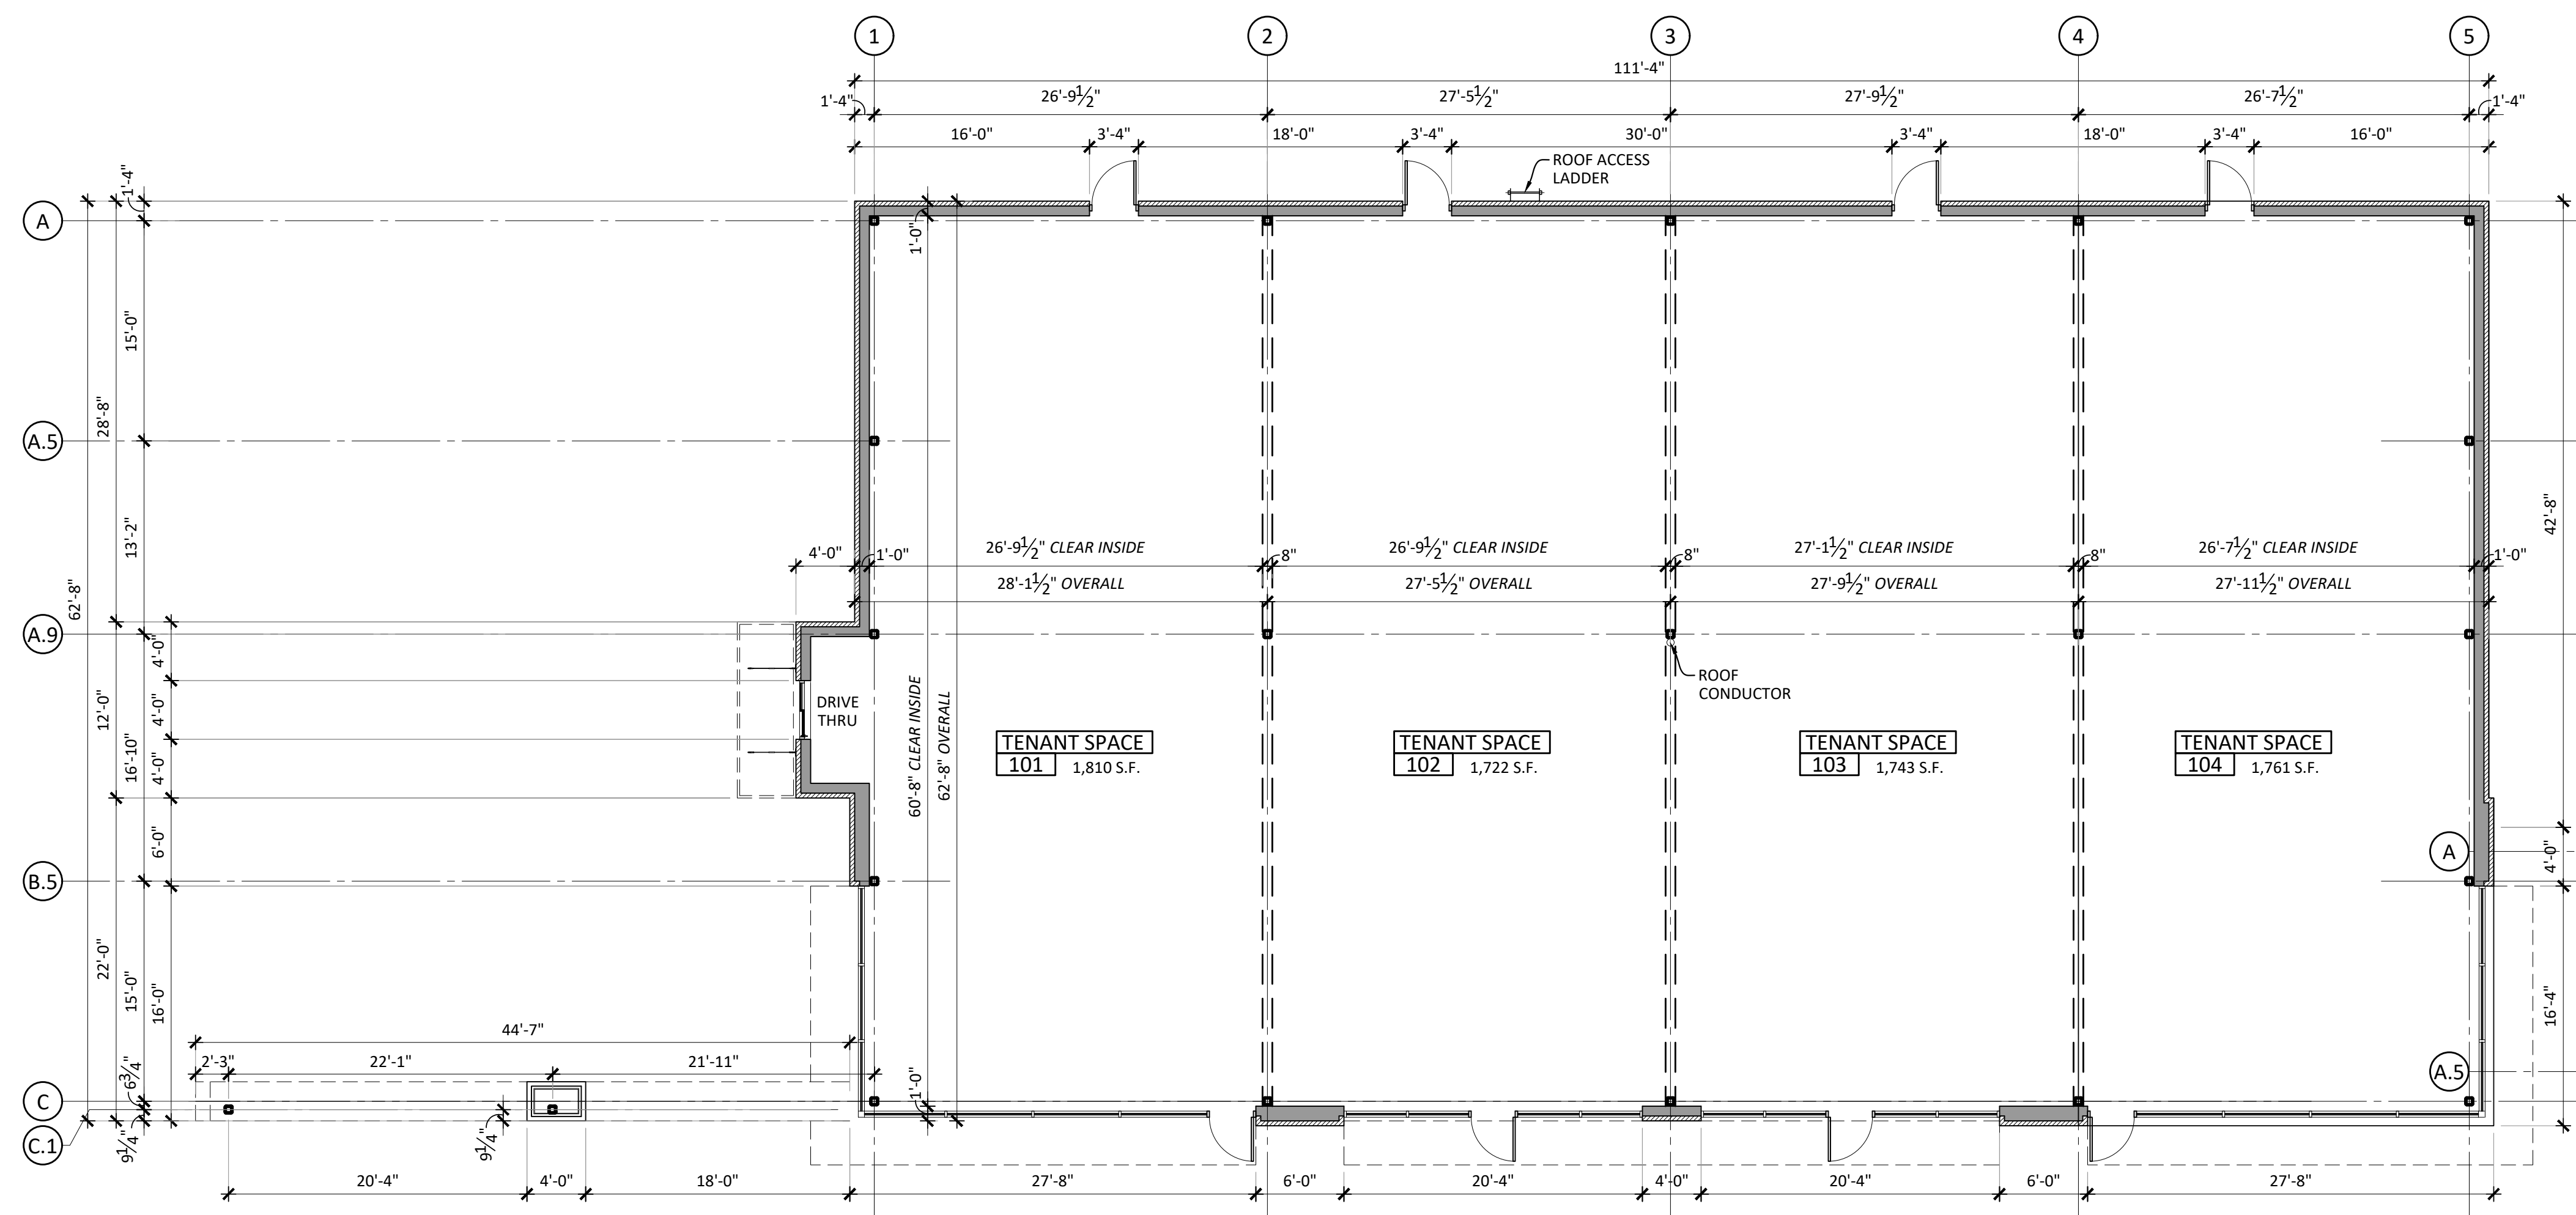 1 2 3 4 5
111'-4"
1'-4" 26'-9½" 27'-5½" 27'-9½" 26'-7½" 1'-4"
16'-0" 3'-4" 18'-0" 3'-4" 30'-0" 3'-4" 18'-0" 3'-4" 16'-0"
ROOF ACCESS
LADDER
1'-4"
A
1'-0"
15'-0"
28'-8"
A.5
13'-2"
42'-8"
4'-0" 1'-0" 26'-9½" CLEAR INSIDE 8" 26'-9½" CLEAR INSIDE 8" 27'-1½" CLEAR INSIDE 8" 26'-7½" CLEAR INSIDE 1'-0"
28'-1½" OVERALL 27'-5½" OVERALL 27'-9½" OVERALL 27'-11½" OVERALL
62'-8"
A.9
4'-0"
ROOF
CONDUCTOR
DRIVE
THRU
12'-0"
4'-0"
16'-10"
4'-0"
60'-8" CLEAR INSIDE
62'-8" OVERALL
TENANT SPACE
101 1,810 S.F.
TENANT SPACE
102 1,722 S.F.
TENANT SPACE
103 1,743 S.F.
TENANT SPACE
104 1,761 S.F.
6'-0"
A
4'-0"
B.5
22'-0"
15'-0"
16'-0"
16'-4"
44'-7"
2'-3" 22'-1" 21'-11"
A.5
6¾"
1'-0"
C
9¼"
9¼"
C.1
20'-4" 4'-0" 18'-0" 27'-8" 6'-0" 20'-4" 4'-0" 20'-4" 6'-0" 27'-8"